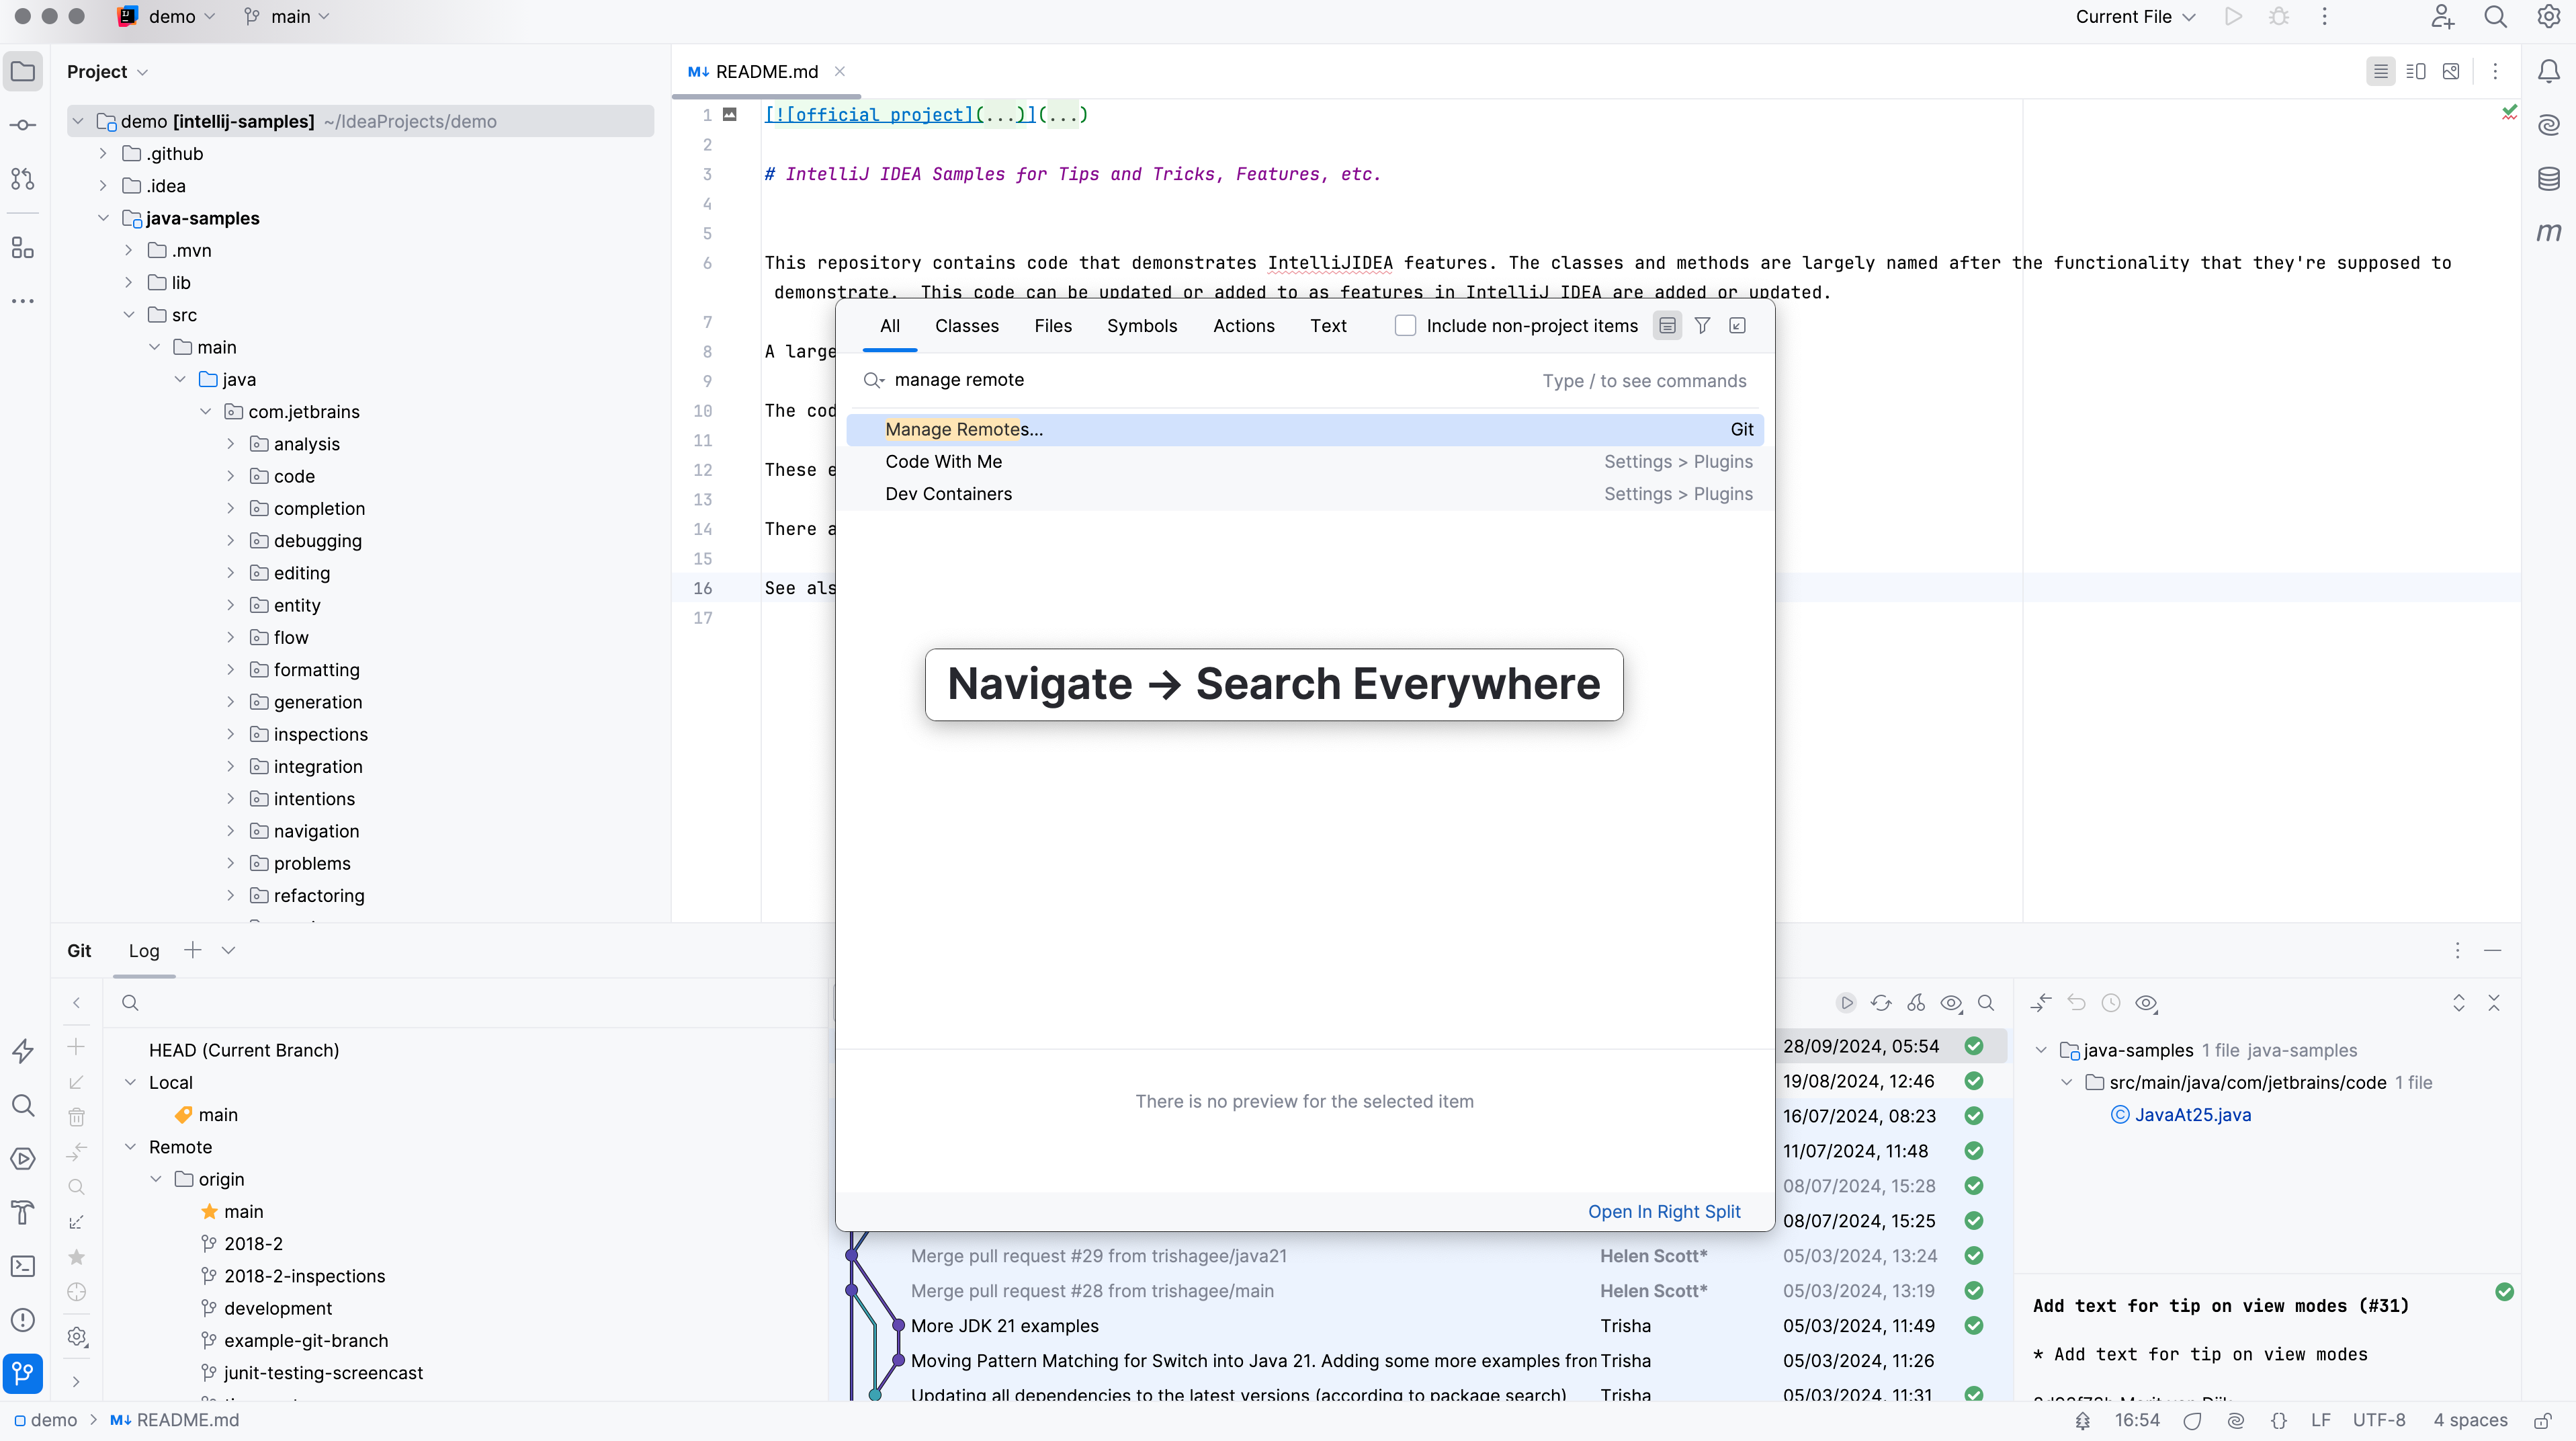 demo
main
Current File
Project
demo [intellij-samples] ~/IdeaProjects/demo
.github
.idea
java-samples
.mvn
lib
src
main
java
com.jetbrains
analysis
code
completion
debugging
editing
entity
flow
formatting
generation
inspections
integration
intentions
navigation
problems
refactoring
README.md
1 [![official project](...)](...)
2
3 # IntelliJ IDEA Samples for Tips and Tricks, Features, etc.
4
5
6 This repository contains code that demonstrates IntelliJIDEA features. The classes and methods are largely named after the functionality that they're supposed to
demonstrate. This code can be updated or added to as features in IntelliJ IDEA are added or updated.
7
8 A large
9
10 The cod
11
12 These e
13
14 There a
15
16 See als
17
All Classes Files Symbols Actions Text Include non-project items
manage remote Type / to see commands
Manage Remotes... Git
Code With Me Settings > Plugins
Dev Containers Settings > Plugins
Navigate → Search Everywhere
There is no preview for the selected item
Open In Right Split
Git Log
HEAD (Current Branch)
Local
main
Remote
origin
main
2018-2
2018-2-inspections
development
example-git-branch
junit-testing-screencast
28/09/2024, 05:54
19/08/2024, 12:46
16/07/2024, 08:23
11/07/2024, 11:48
08/07/2024, 15:28
08/07/2024, 15:25
Merge pull request #29 from trishagee/java21 Helen Scott* 05/03/2024, 13:24
Merge pull request #28 from trishagee/main Helen Scott* 05/03/2024, 13:19
More JDK 21 examples Trisha 05/03/2024, 11:49
Moving Pattern Matching for Switch into Java 21. Adding some more examples from Trisha 05/03/2024, 11:26
Updating all dependencies to the latest versions (according to package search) Trisha 05/03/2024, 11:31
java-samples 1 file java-samples
src/main/java/com/jetbrains/code 1 file
JavaAt25.java
Add text for tip on view modes (#31)
* Add text for tip on view modes
demo > README.md
16:54 LF UTF-8 4 spaces